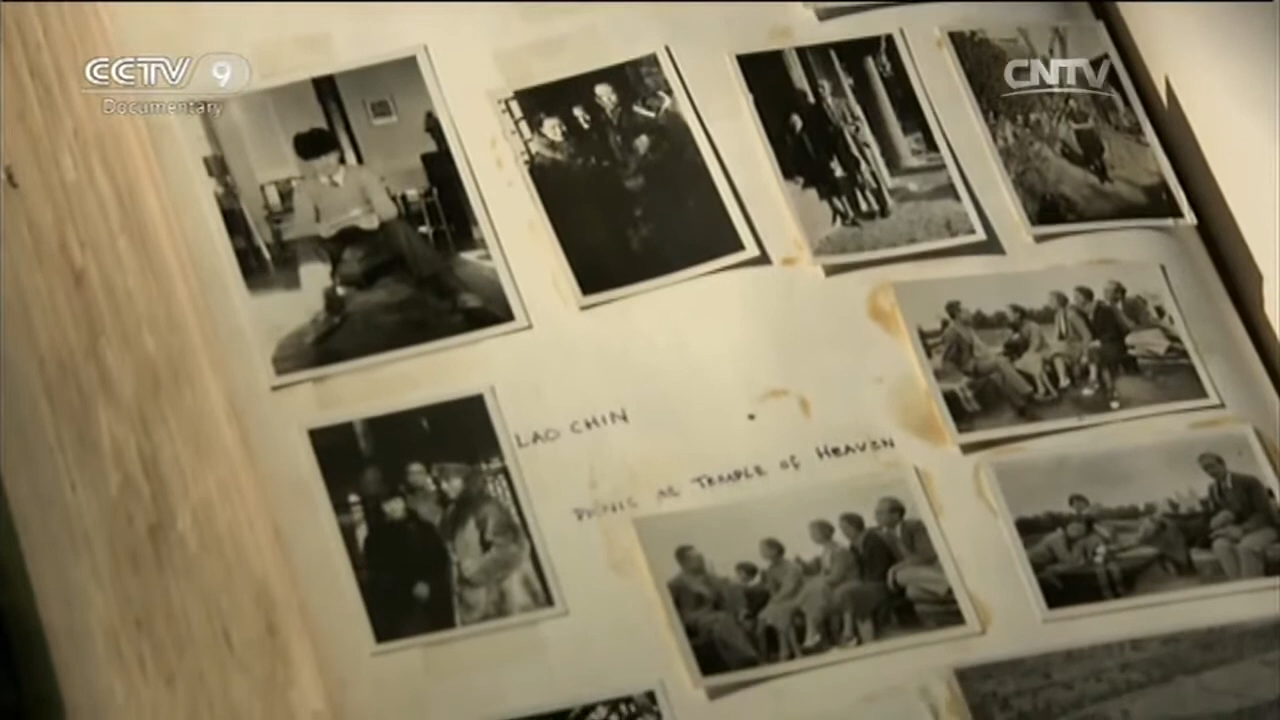 CCTV 9
Documentary
CNTV
LAO CHIN
PICNIC AT TEMPLE of HEAVEN